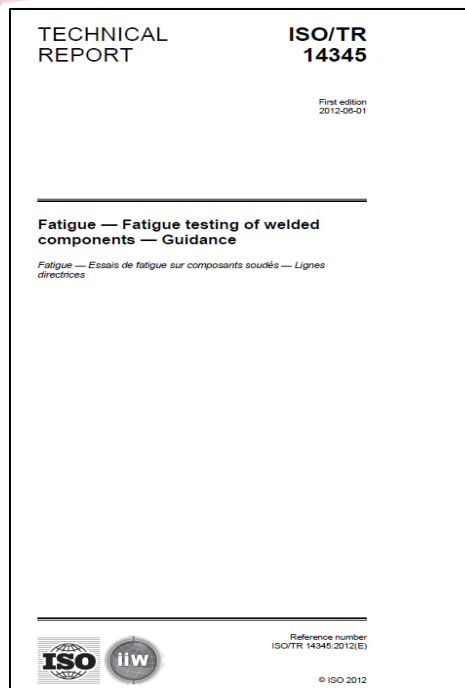 TECHNICAL
REPORT
ISO/TR
14345
First edition
2012-06-01
Fatigue — Fatigue testing of welded
components — Guidance
Fatigue — Essais de fatigue sur composants soudés — Lignes
directrices
ISO
iiw
Reference number
ISO/TR 14345:2012(E)
© ISO 2012